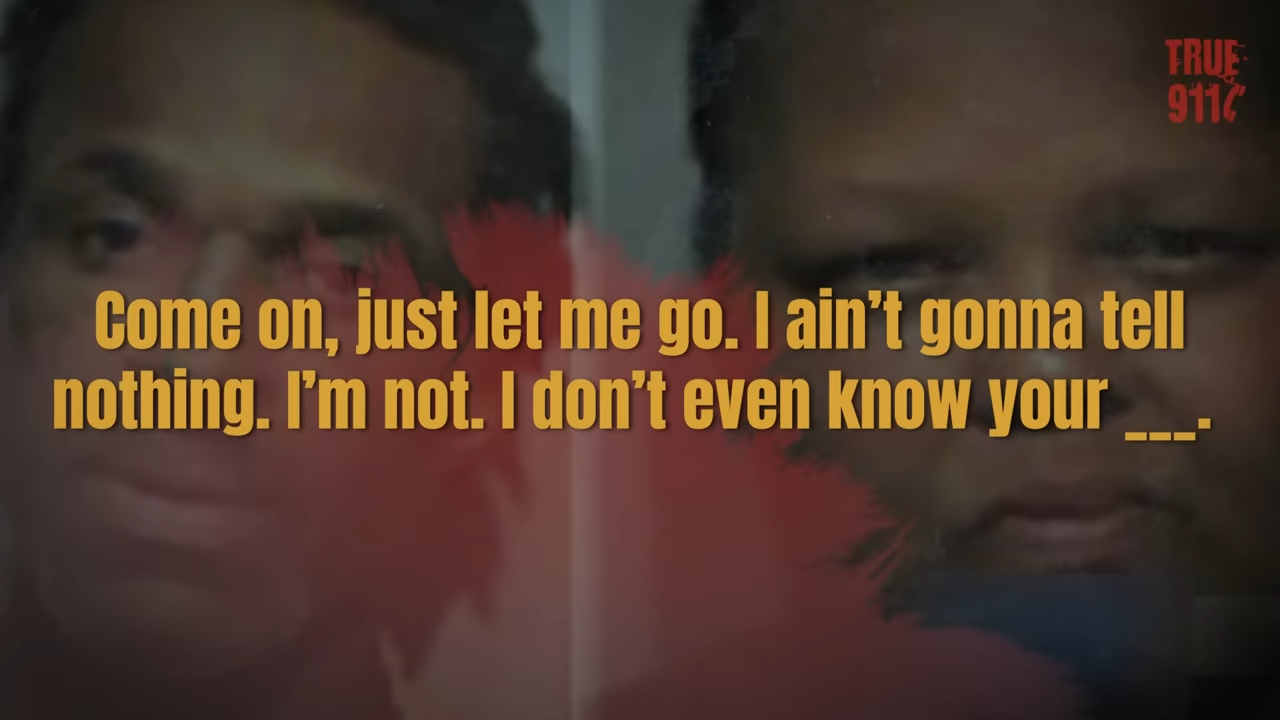 TRUE
911
Come on, just let me go. I ain’t gonna tell
nothing. I’m not. I don’t even know your ___.